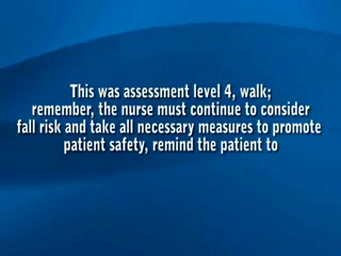 This was assessment level 4, walk;
remember, the nurse must continue to consider
fall risk and take all necessary measures to promote
patient safety, remind the patient to